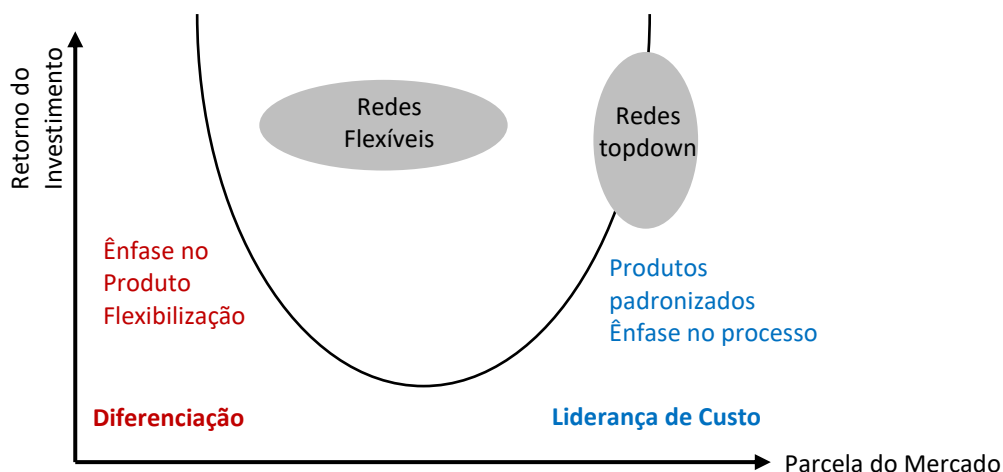 Retorno do
Investimento
Redes
Flexíveis
Redes
topdown
Ênfase no
Produto
Flexibilização
Produtos
padronizados
Ênfase no processo
Diferenciação
Liderança de Custo
Parcela do Mercado